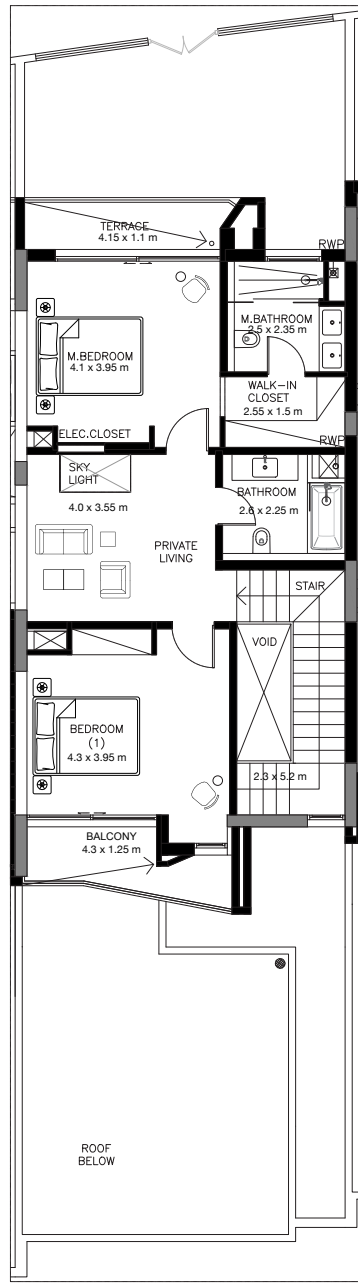 TERRACE
4.15 x 1.1 m
RWP
M.BATHROOM
2.5 x 2.35 m
M.BEDROOM
4.1 x 3.95 m
WALK-IN
CLOSET
2.55 x 1.5 m
ELEC.CLOSET
RWP
SKY
LIGHT
4.0 x 3.55 m
BATHROOM
2.6 x 2.25 m
PRIVATE
LIVING
STAIR
VOID
BEDROOM
(1)
4.3 x 3.95 m
2.3 x 5.2 m
BALCONY
4.3 x 1.25 m
ROOF
BELOW